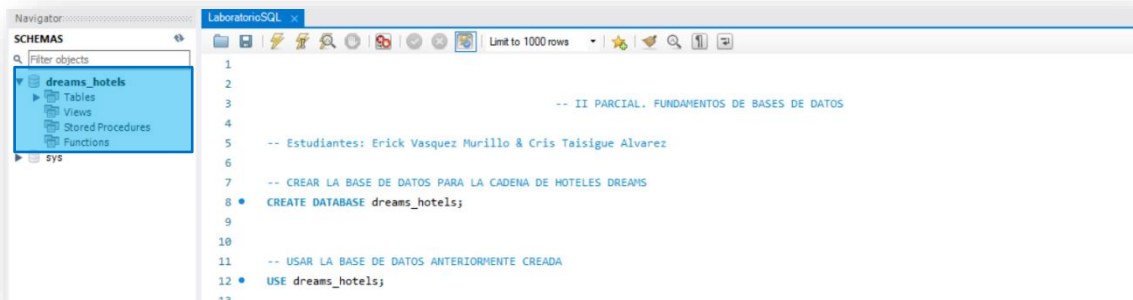 Navigator
SCHEMAS
Filter objects
dreams_hotels
Tables
Views
Stored Procedures
Functions
sys
LaboratorioSQL
Limit to 1000 rows
1
2
3 -- II PARCIAL. FUNDAMENTOS DE BASES DE DATOS
4
5 -- Estudiantes: Erick Vasquez Murillo & Cris Taisigue Alvarez
6
7 -- CREAR LA BASE DE DATOS PARA LA CADENA DE HOTELES DREAMS
8 CREATE DATABASE dreams_hotels;
9
10
11 -- USAR LA BASE DE DATOS ANTERIORMENTE CREADA
12 USE dreams_hotels;
13